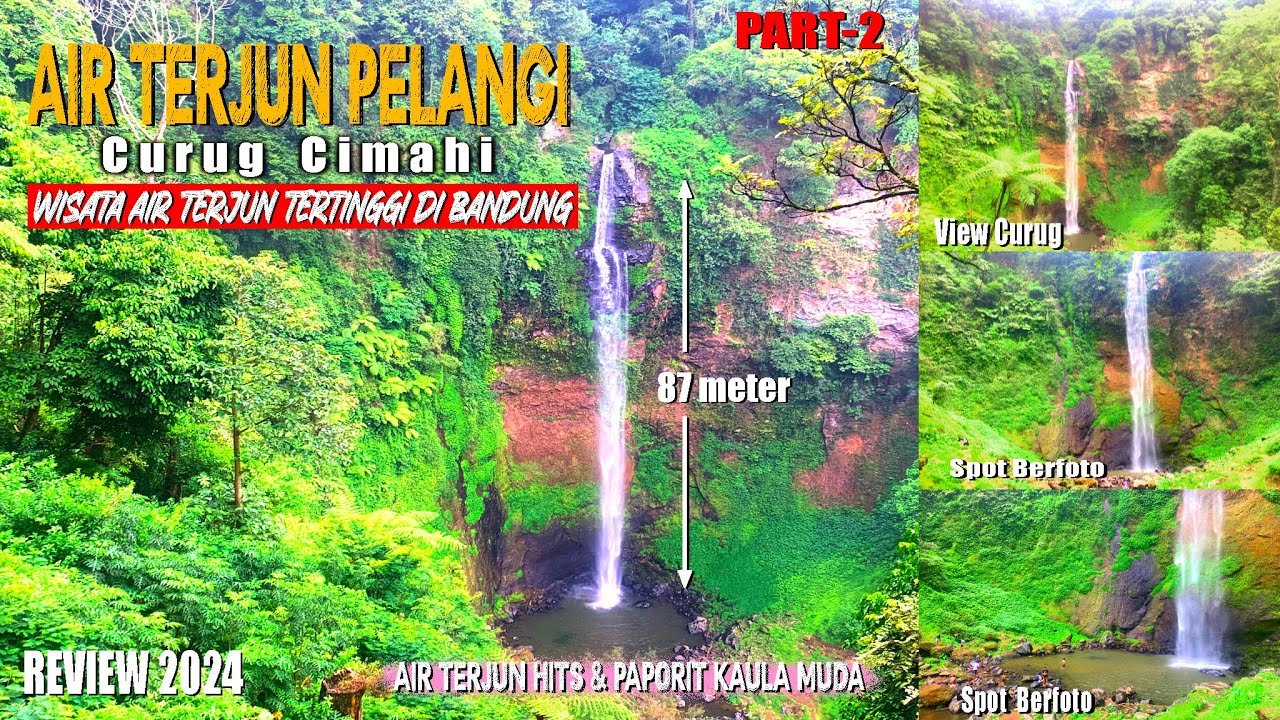 AIR TERJUN PELANGI
Curug Cimahi
WISATA AIR TERJUN TERTINGGI DI BANDUNG
PART-2
87 meter
View Curug
Spot Berfoto
Spot Berfoto
REVIEW 2024
AIR TERJUN HITS & PAPORIT KAULA MUDA